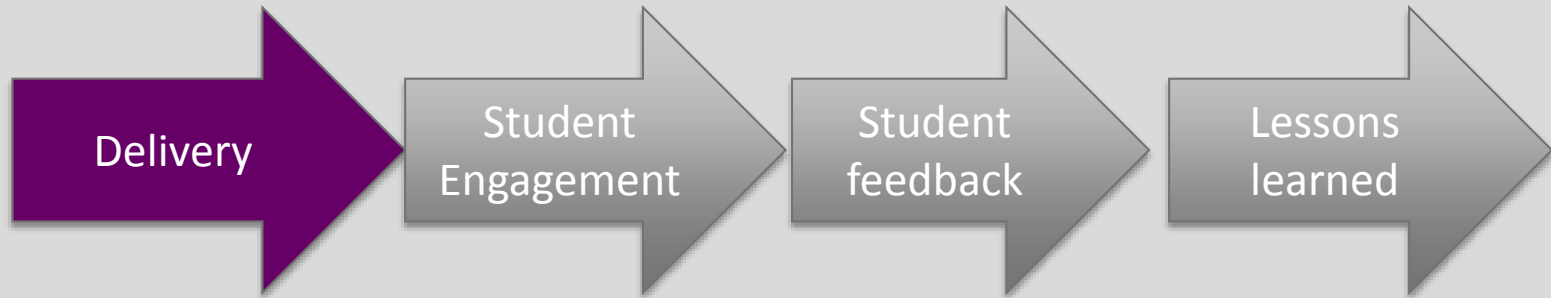 Delivery
Student
Engagement
Student
feedback
Lessons
learned